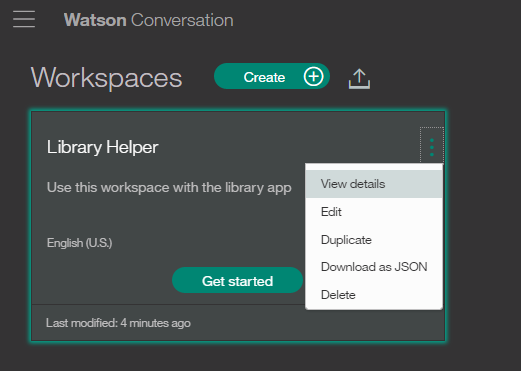 Watson Conversation
Workspaces
Create
Library Helper
Use this workspace with the library app
English (U.S.)
Get started
Last modified: 4 minutes ago
View details
Edit
Duplicate
Download as JSON
Delete